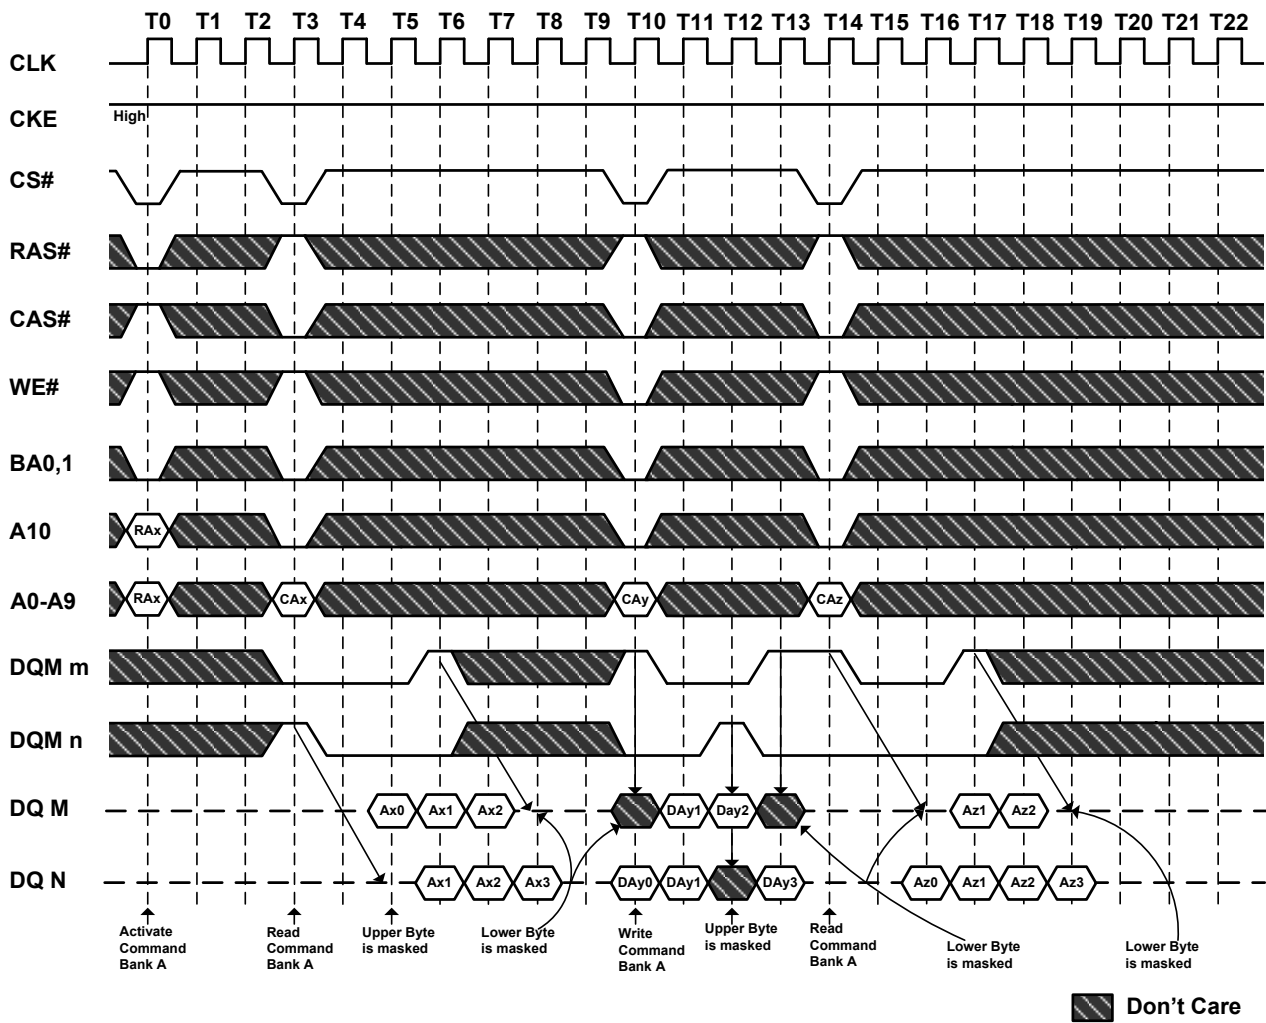 T0 T1 T2 T3 T4 T5 T6 T7 T8 T9 T10 T11 T12 T13 T14 T15 T16 T17 T18 T19 T20 T21 T22
CLK
CKE High
CS#
RAS#
CAS#
WE#
BA0,1
A10 RAx
A0-A9 RAx CAx CAy CAz
DQM m
DQM n
DQ M Ax0 Ax1 Ax2 DAy1 Day2 Az1 Az2
DQ N Ax1 Ax2 Ax3 DAy0 DAy1 DAy3 Az0 Az1 Az2 Az3
Activate
Command
Bank A
Read
Command
Bank A
Upper Byte
is masked
Lower Byte
is masked
Write
Command
Bank A
Upper Byte
is masked
Read
Command
Bank A
Lower Byte
is masked
Lower Byte
is masked
Don't Care